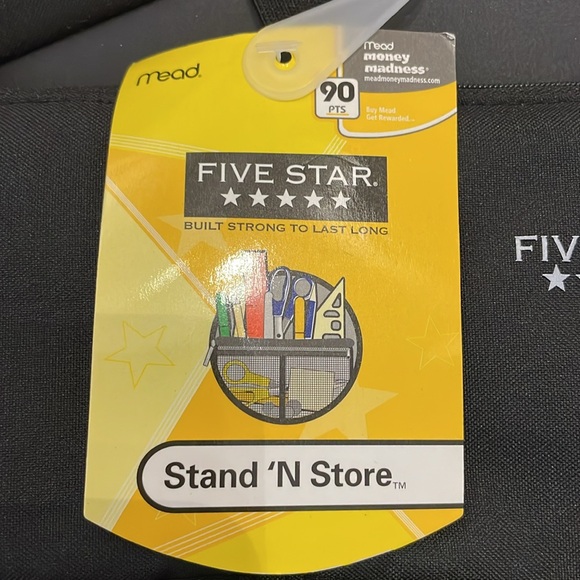 mead®
mead
money
madness®
meadmoneymadness.com
90
PTS
Buy Mead
Get Rewarded...
FIVE STAR®
★★★★★
BUILT STRONG TO LAST LONG
FIV
Stand ‘N Store™